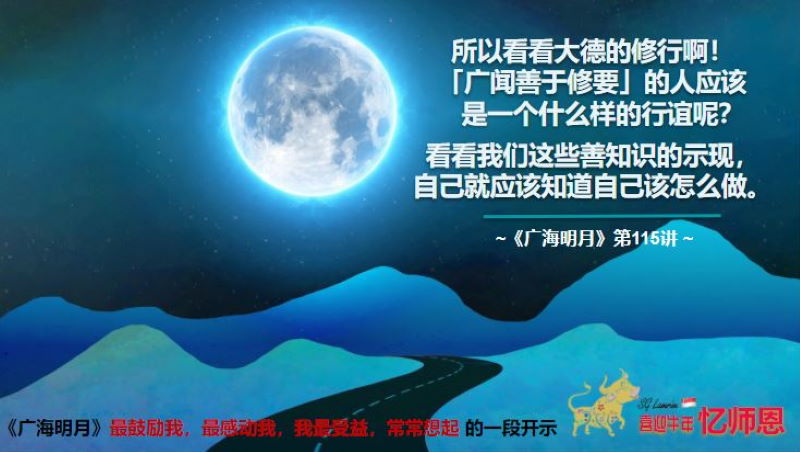 所以看看大德的修行啊！
「广闻善于修要」的人应该
是一个什么样的行谊呢？
看看我们这些善知识的示现，
自己就应该知道自己该怎么做。
~《广海明月》第115讲 ~
SG Lamrim
喜迎牛年 忆师恩
《广海明月》最鼓励我，最感动我，我最受益，常常想起 的一段开示